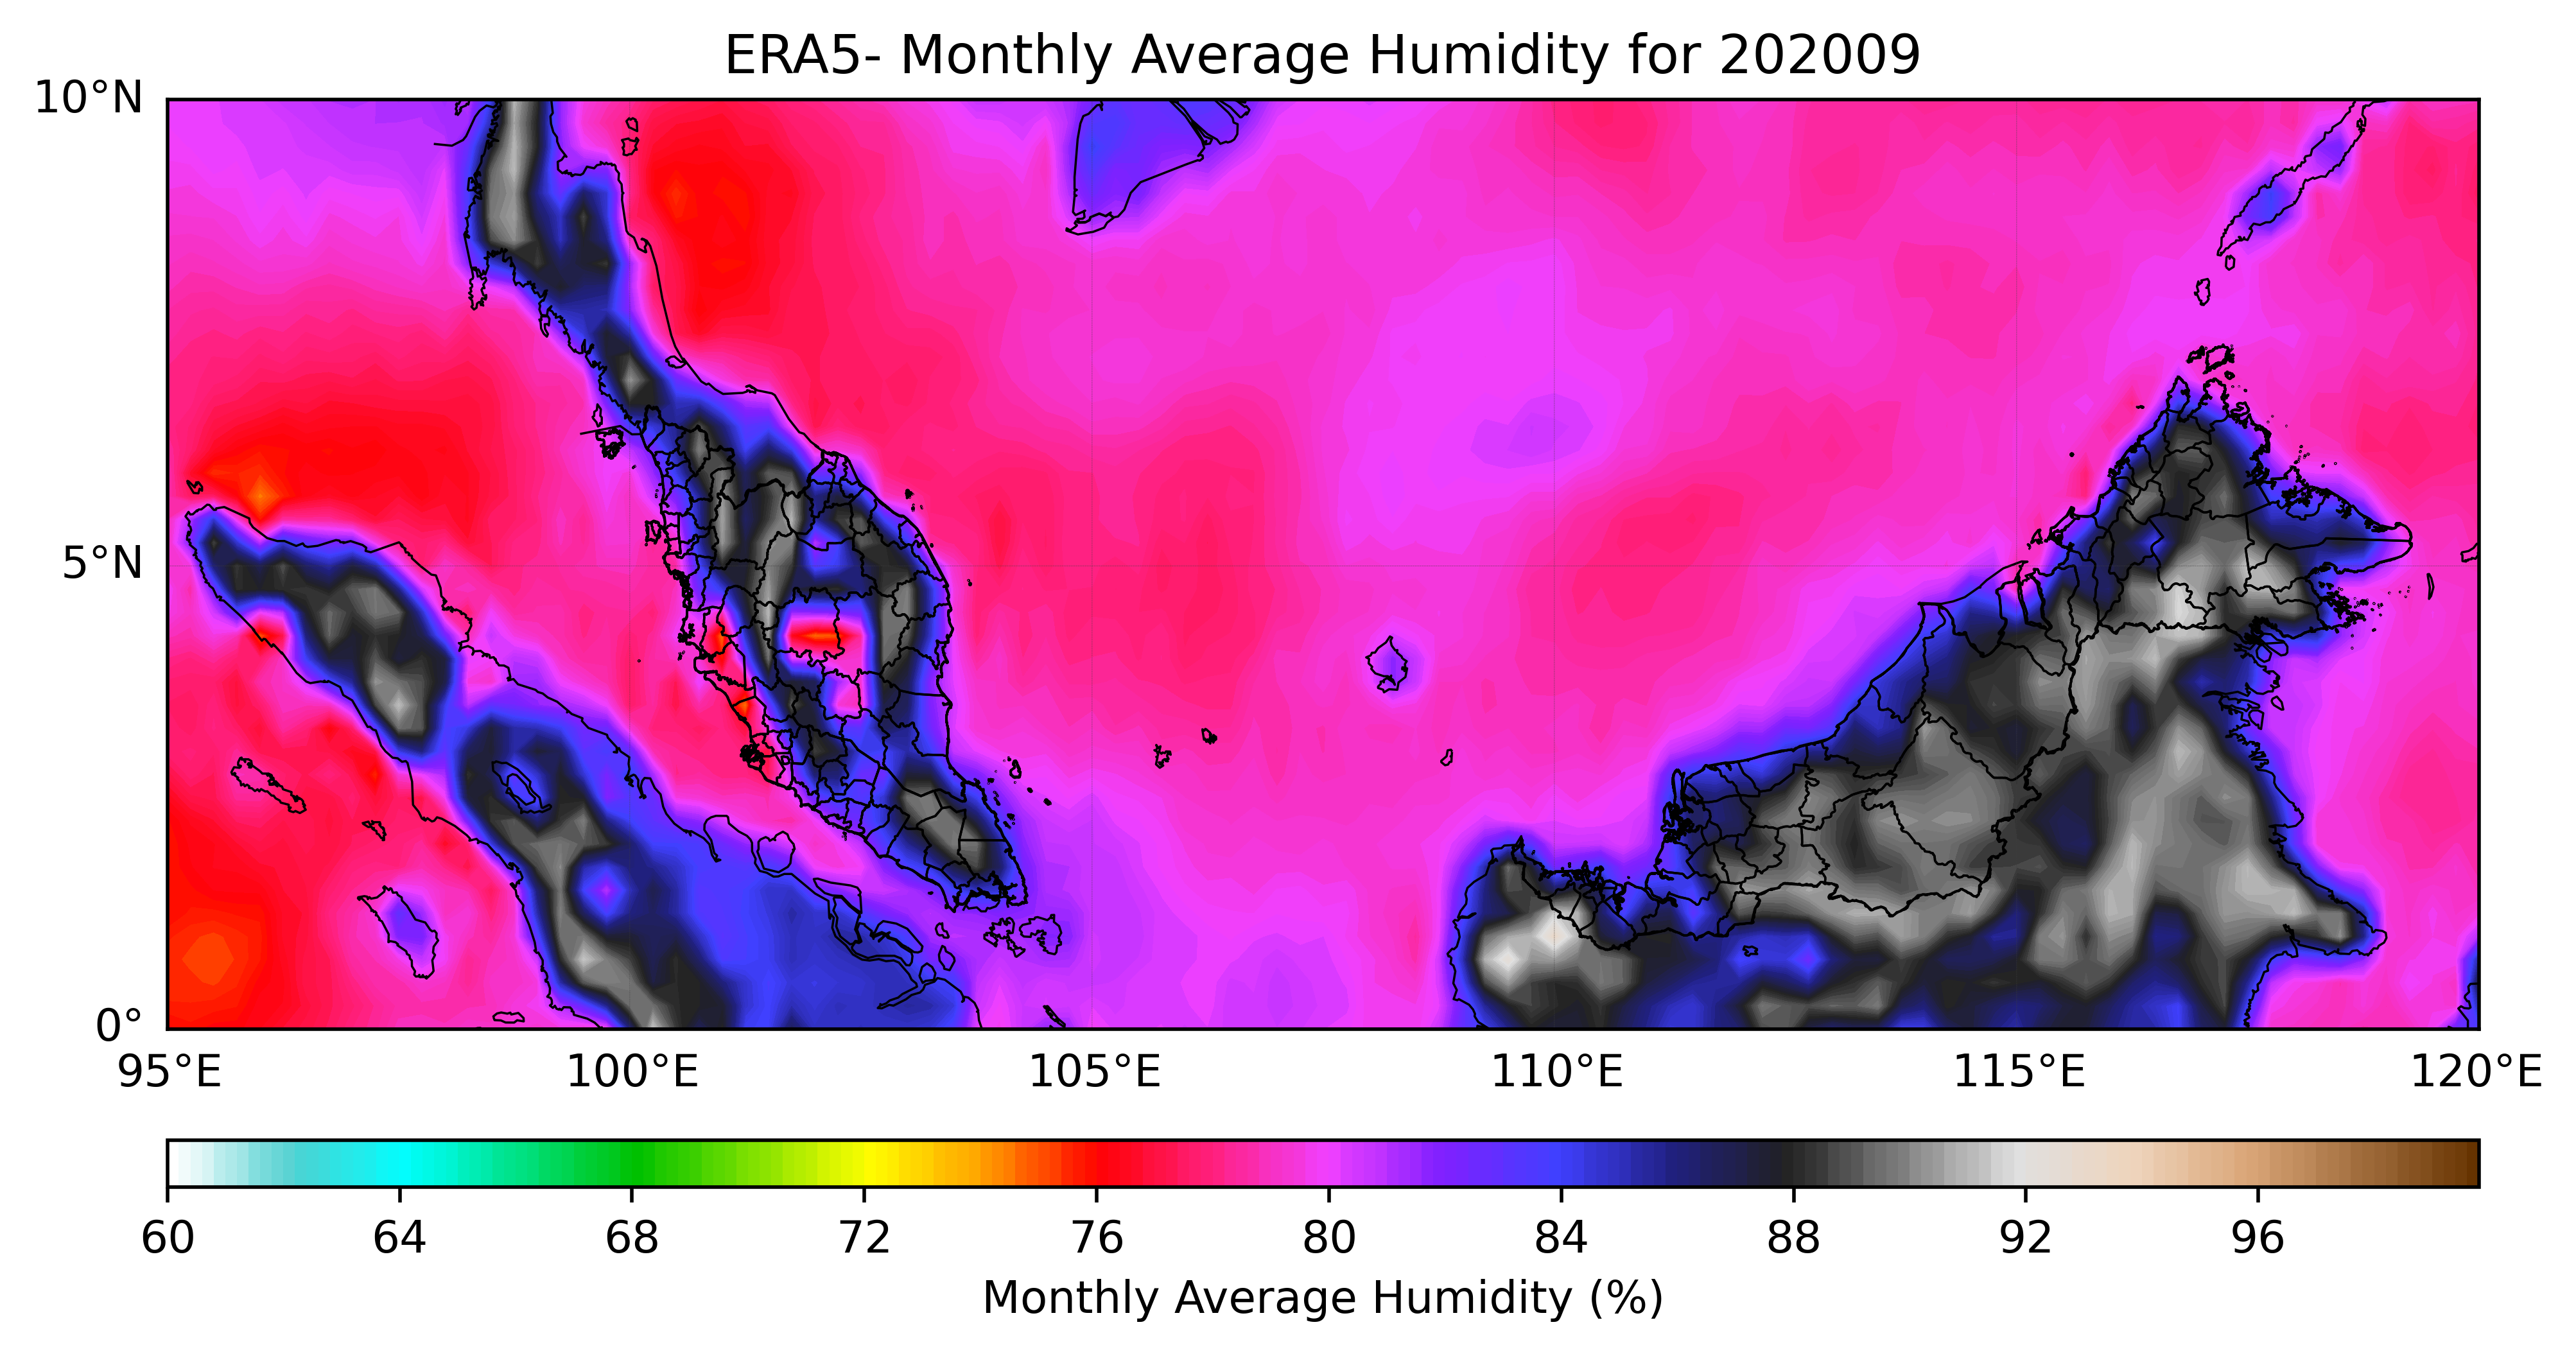 ERA5- Monthly Average Humidity for 202009
10°N
5°N
0°
95°E 100°E 105°E 110°E 115°E 120°E
60 64 68 72 76 80 84 88 92 96
Monthly Average Humidity (%)